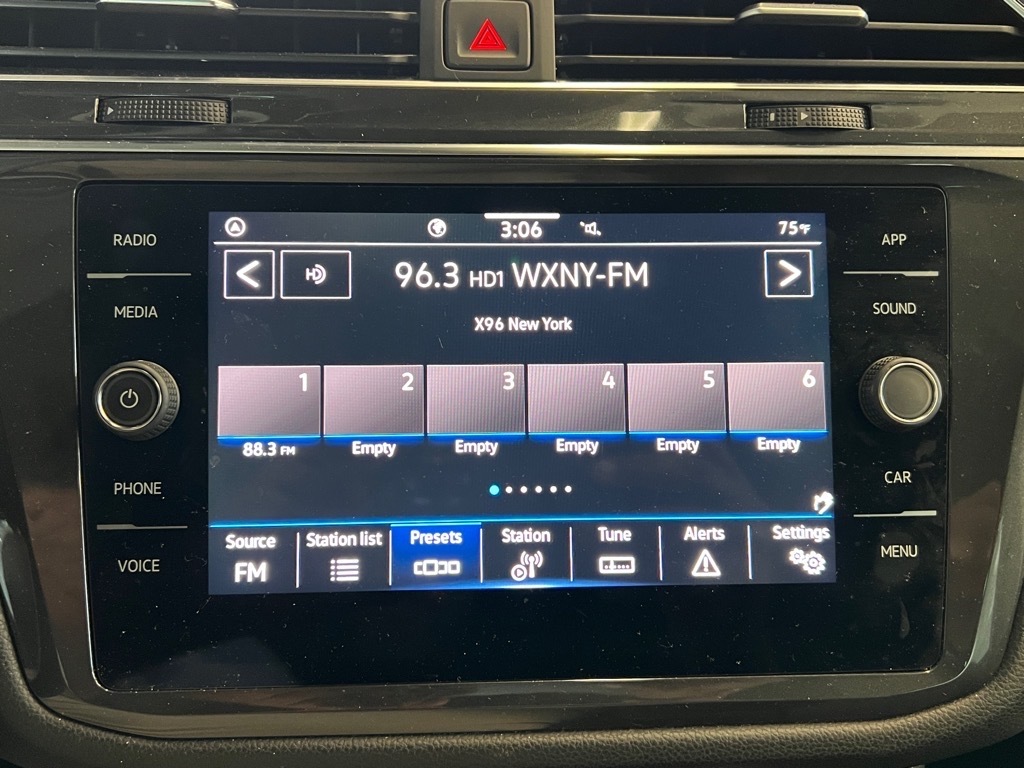 RADIO
MEDIA
PHONE
VOICE
3:06
75°F
HD
96.3 HD1 WXNY-FM
X96 New York
1 2 3 4 5 6
88.3 FM Empty Empty Empty Empty Empty
Source Station list Presets Station Tune Alerts Settings
FM
APP
SOUND
CAR
MENU